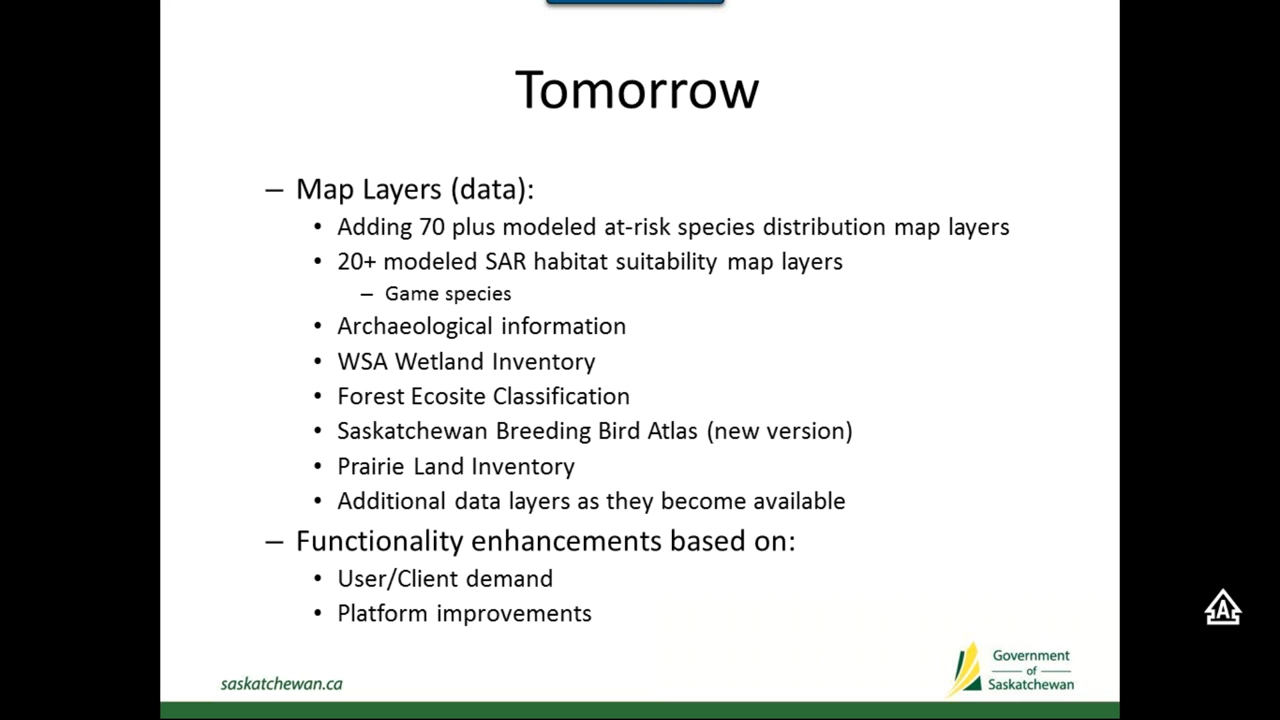 Tomorrow
– Map Layers (data):
• Adding 70 plus modeled at-risk species distribution map layers
• 20+ modeled SAR habitat suitability map layers
– Game species
• Archaeological information
• WSA Wetland Inventory
• Forest Ecosite Classification
• Saskatchewan Breeding Bird Atlas (new version)
• Prairie Land Inventory
• Additional data layers as they become available
– Functionality enhancements based on:
• User/Client demand
• Platform improvements
A
saskatchewan.ca
Government
of
Saskatchewan